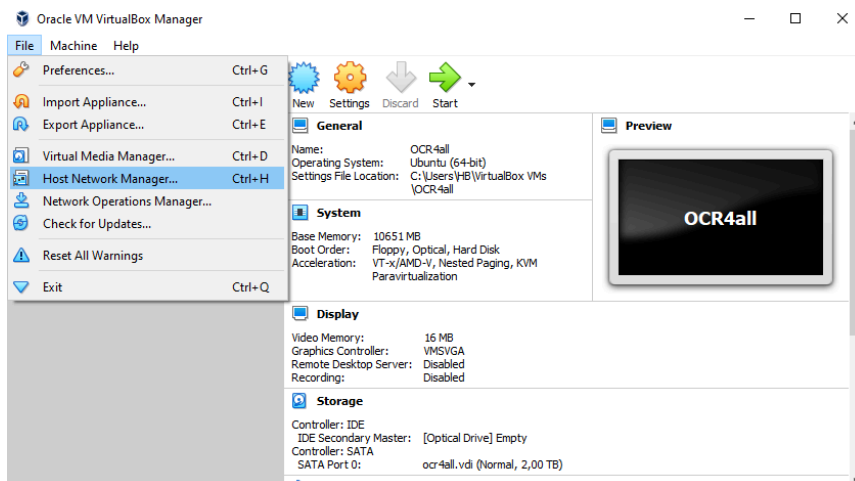 Oracle VM VirtualBox Manager
File Machine Help
Preferences... Ctrl+G
Import Appliance... Ctrl+I
Export Appliance... Ctrl+E
Virtual Media Manager... Ctrl+D
Host Network Manager... Ctrl+H
Network Operations Manager...
Check for Updates...
Reset All Warnings
Exit Ctrl+Q
New Settings Discard Start
General
Name: OCR4all
Operating System: Ubuntu (64-bit)
Settings File Location: C:\Users\HB\VirtualBox VMs
\OCR4all
System
Base Memory: 10651 MB
Boot Order: Floppy, Optical, Hard Disk
Acceleration: VT-x/AMD-V, Nested Paging, KVM
Paravirtualization
Display
Video Memory: 16 MB
Graphics Controller: VMSVGA
Remote Desktop Server: Disabled
Recording: Disabled
Storage
Controller: IDE
IDE Secondary Master: [Optical Drive] Empty
Controller: SATA
SATA Port 0: ocr4all.vdi (Normal, 2,00 TB)
Preview
OCR4all